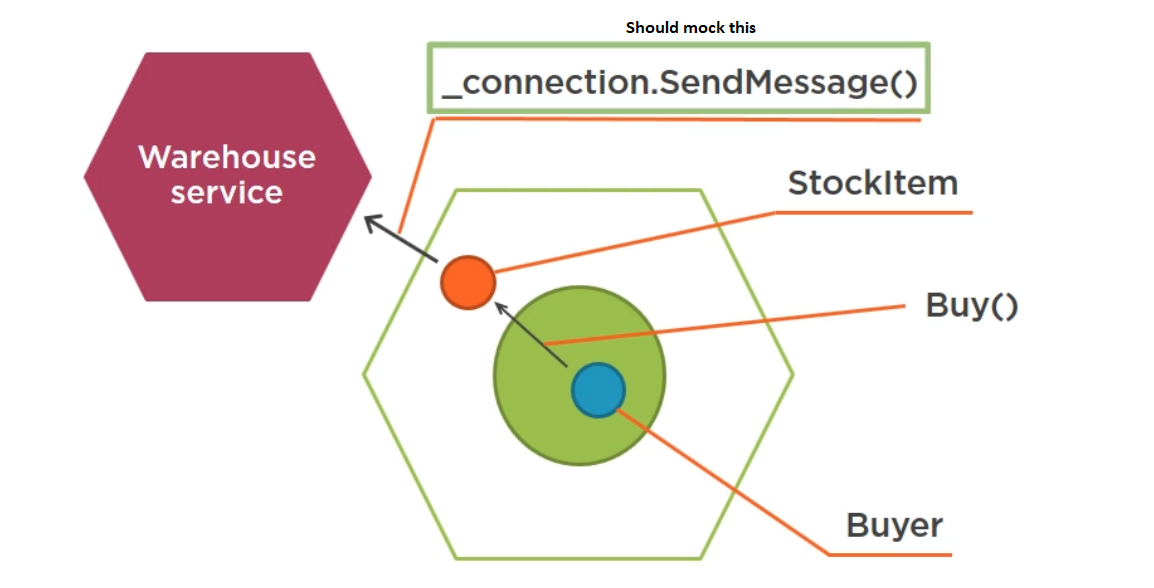 Should mock this
_connection.SendMessage()
Warehouse
service
StockItem
Buy()
Buyer